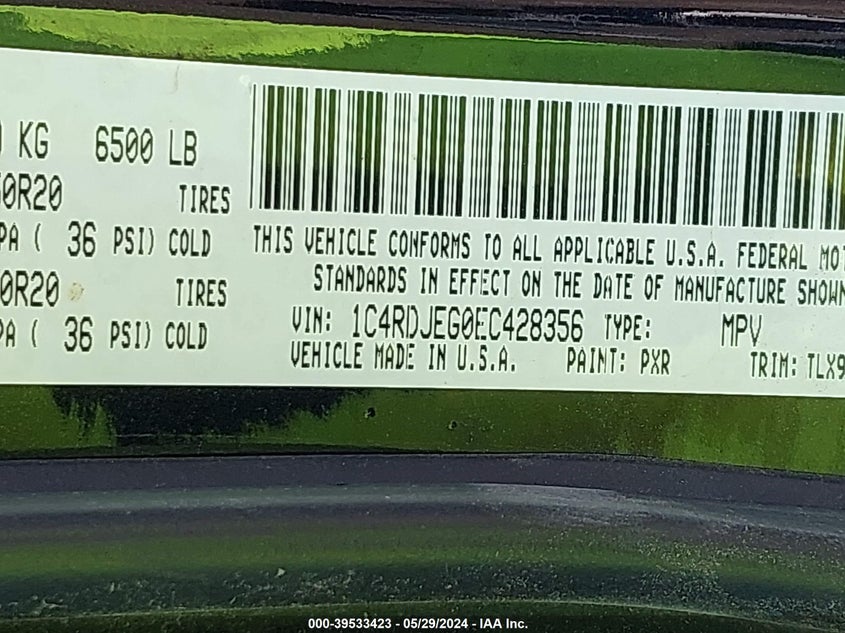 KG 6500 LB
0R20 TIRES
PA ( 36 PSI) COLD
0R20 TIRES
PA ( 36 PSI) COLD
THIS VEHICLE CONFORMS TO ALL APPLICABLE U.S.A. FEDERAL MOT
STANDARDS IN EFFECT ON THE DATE OF MANUFACTURE SHOWN
VIN: 1C4RDJEG0EC428356 TYPE: MPV
VEHICLE MADE IN U.S.A. PAINT: PXR TRIM: TLX9
000-39533423 - 05/29/2024 - IAA Inc.